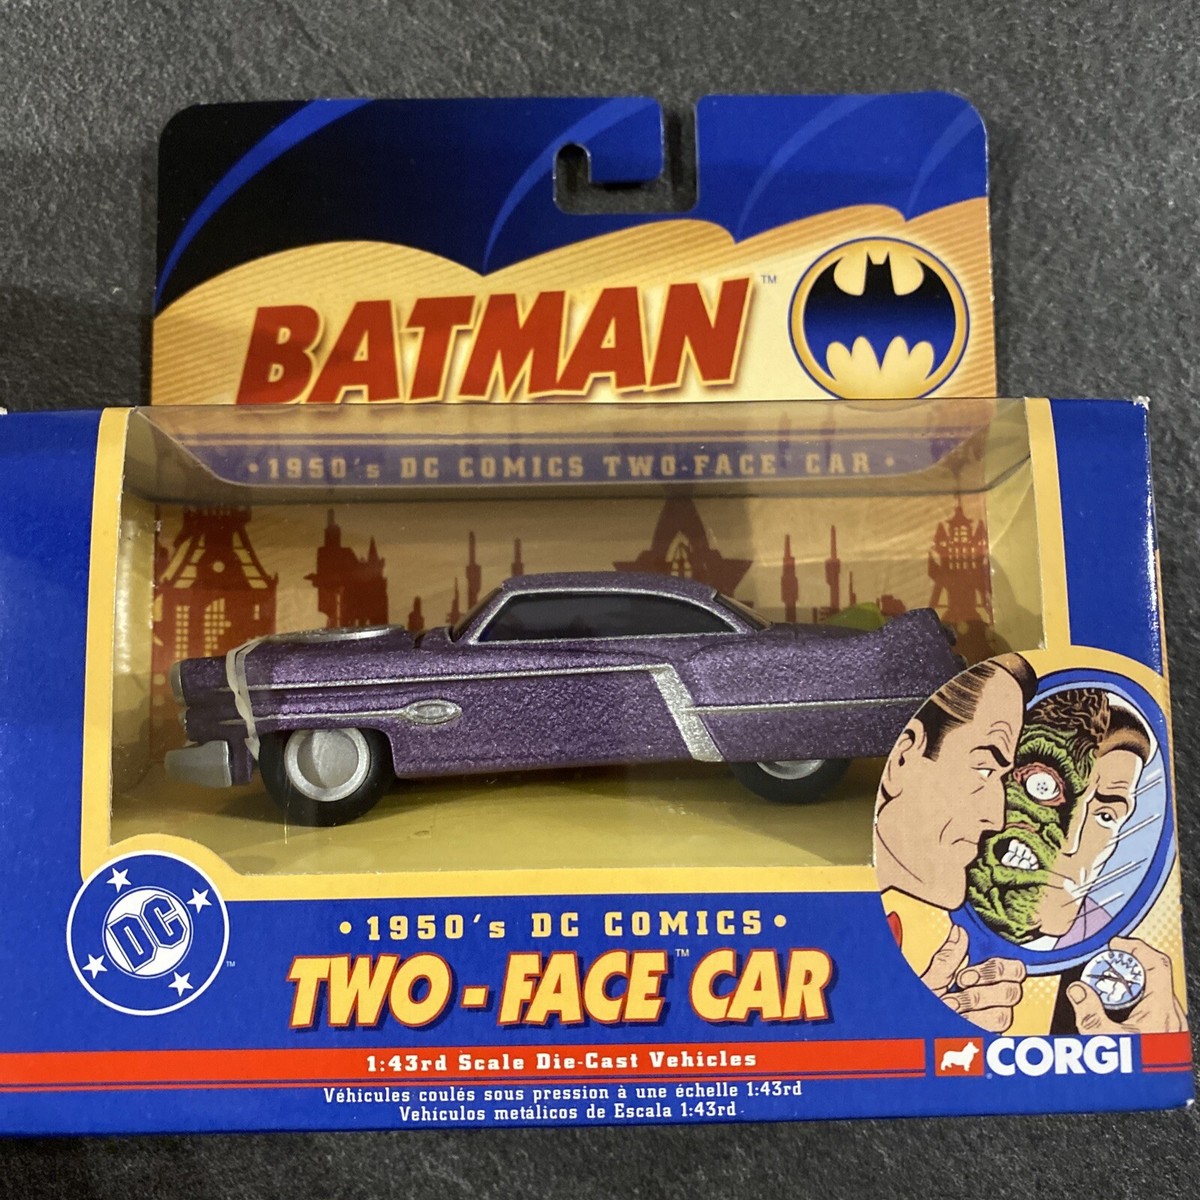 BATMAN™
• 1950's DC COMICS TWO-FACE CAR •
DC™
• 1950's DC COMICS •
TWO-FACE™ CAR
1:43rd Scale Die-Cast Vehicles
CORGI
Véhicules coulés sous pression à une échelle 1:43rd
Vehículos metálicos de Escala 1:43rd